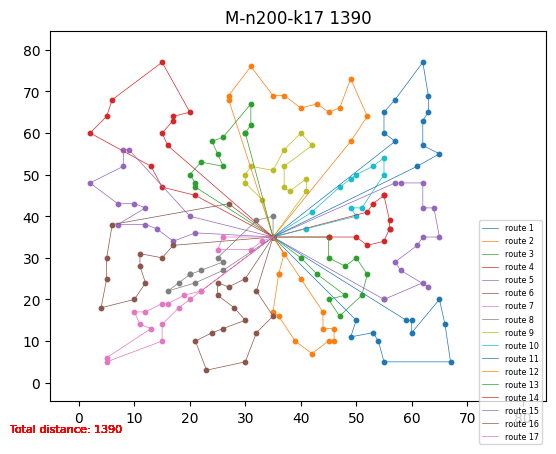 M-n200-k17 1390
80
70
60
50
40
30
20
10
0
0 10 20 30 40 50 60 70 80
route 1
route 2
route 3
route 4
route 5
route 6
route 7
route 8
route 9
route 10
route 11
route 12
route 13
route 14
route 15
route 16
route 17
Total distance: 1390